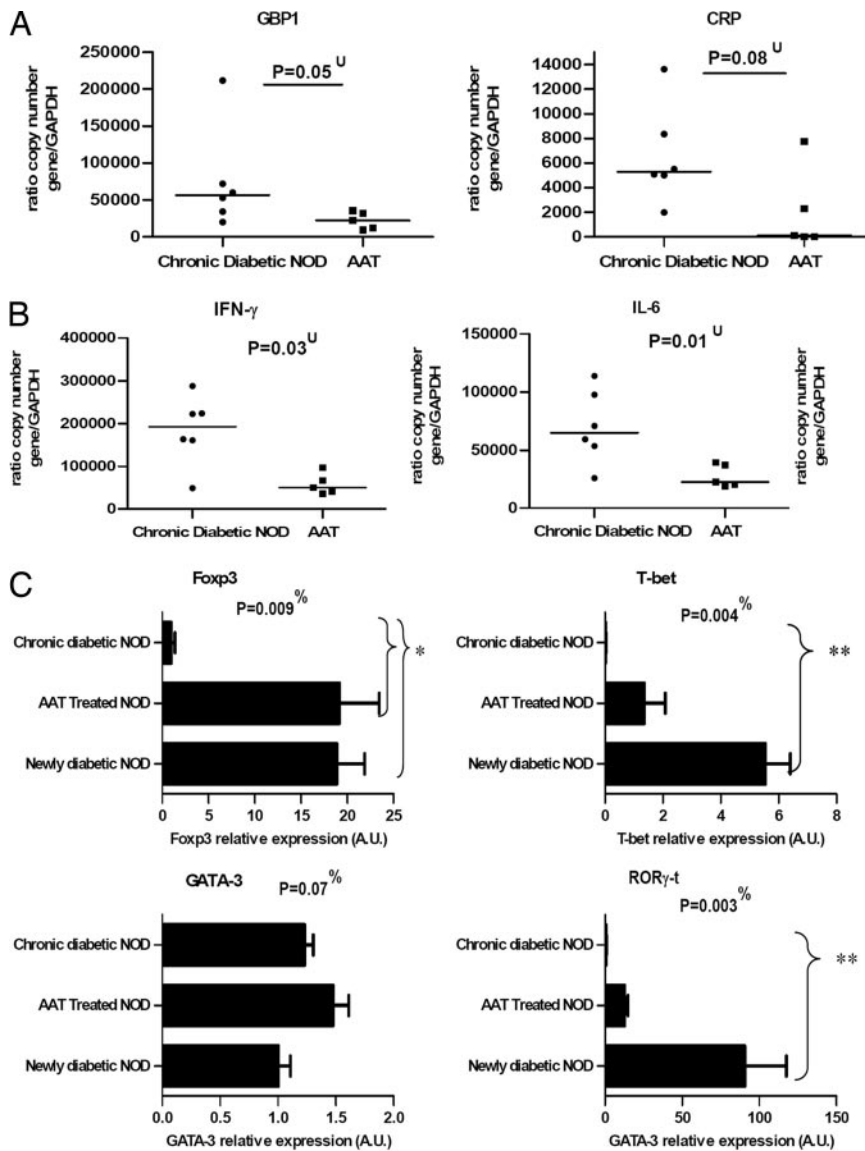 A
GBP1
ratio copy number
gene/GAPDH
250000
200000
150000
100000
50000
0
P=0.05 U
Chronic Diabetic NOD
AAT
CRP
ratio copy number
gene/GAPDH
14000
12000
10000
8000
6000
4000
2000
0
P=0.08 U
Chronic Diabetic NOD
AAT
B
IFN-γ
ratio copy number
gene/GAPDH
400000
300000
200000
100000
0
P=0.03 U
Chronic Diabetic NOD
AAT
IL-6
ratio copy number
gene/GAPDH
150000
100000
50000
0
P=0.01 U
Chronic Diabetic NOD
AAT
ratio copy number
gene/GAPDH
C
Foxp3
P=0.009 %
Chronic diabetic NOD
AAT Treated NOD
Newly diabetic NOD
*
0 5 10 15 20 25
Foxp3 relative expression (A.U.)
T-bet
P=0.004 %
Chronic diabetic NOD
AAT Treated NOD
Newly diabetic NOD
**
0 2 4 6 8
T-bet relative expression (A.U.)
GATA-3
P=0.07 %
Chronic diabetic NOD
AAT Treated NOD
Newly diabetic NOD
0.0 0.5 1.0 1.5 2.0
GATA-3 relative expression (A.U.)
RORγ-t
P=0.003 %
Chronic diabetic NOD
AAT Treated NOD
Newly diabetic NOD
**
0 50 100 150
GATA-3 relative expression (A.U.)